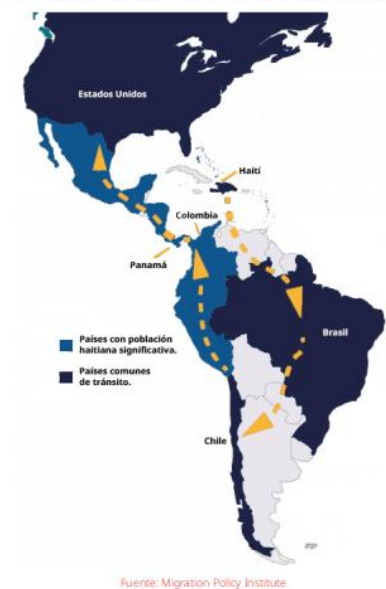 Estados Unidos
Haití
Colombia
Panamá
Brasil
Países con población
haitiana significativa.
Países comunes
de tránsito.
Chile
Fuente: Migration Policy Institute.